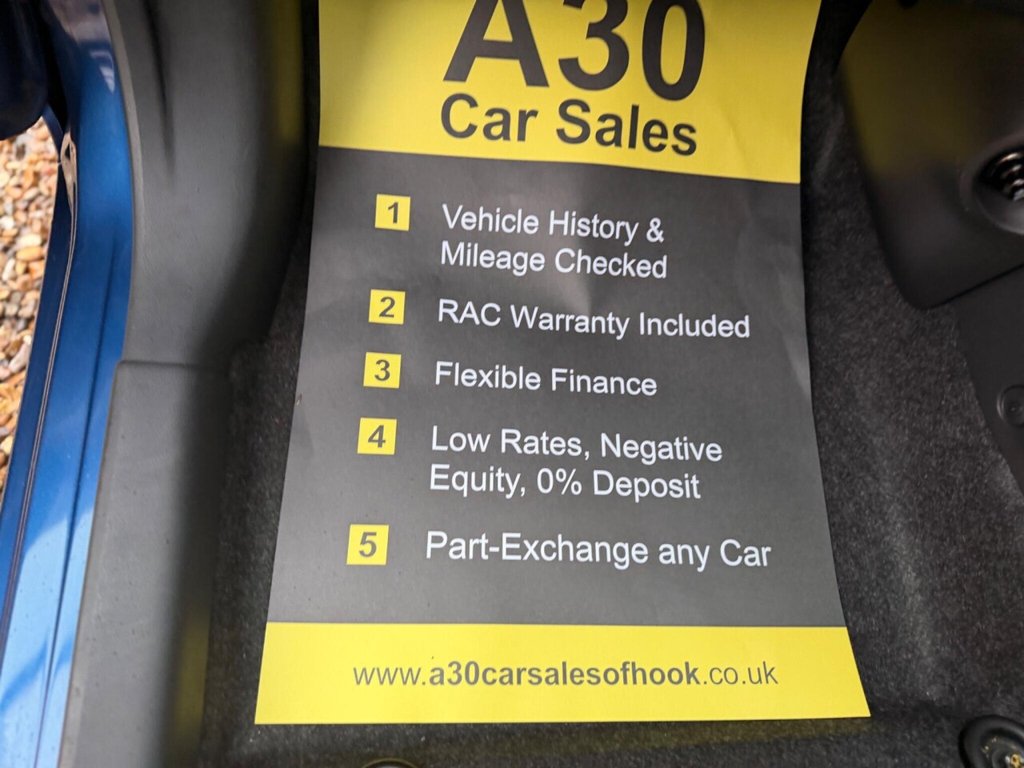 A30
Car Sales
1 Vehicle History &
Mileage Checked
2 RAC Warranty Included
3 Flexible Finance
4 Low Rates, Negative
Equity, 0% Deposit
5 Part-Exchange any Car
www.a30carsalesofhook.co.uk